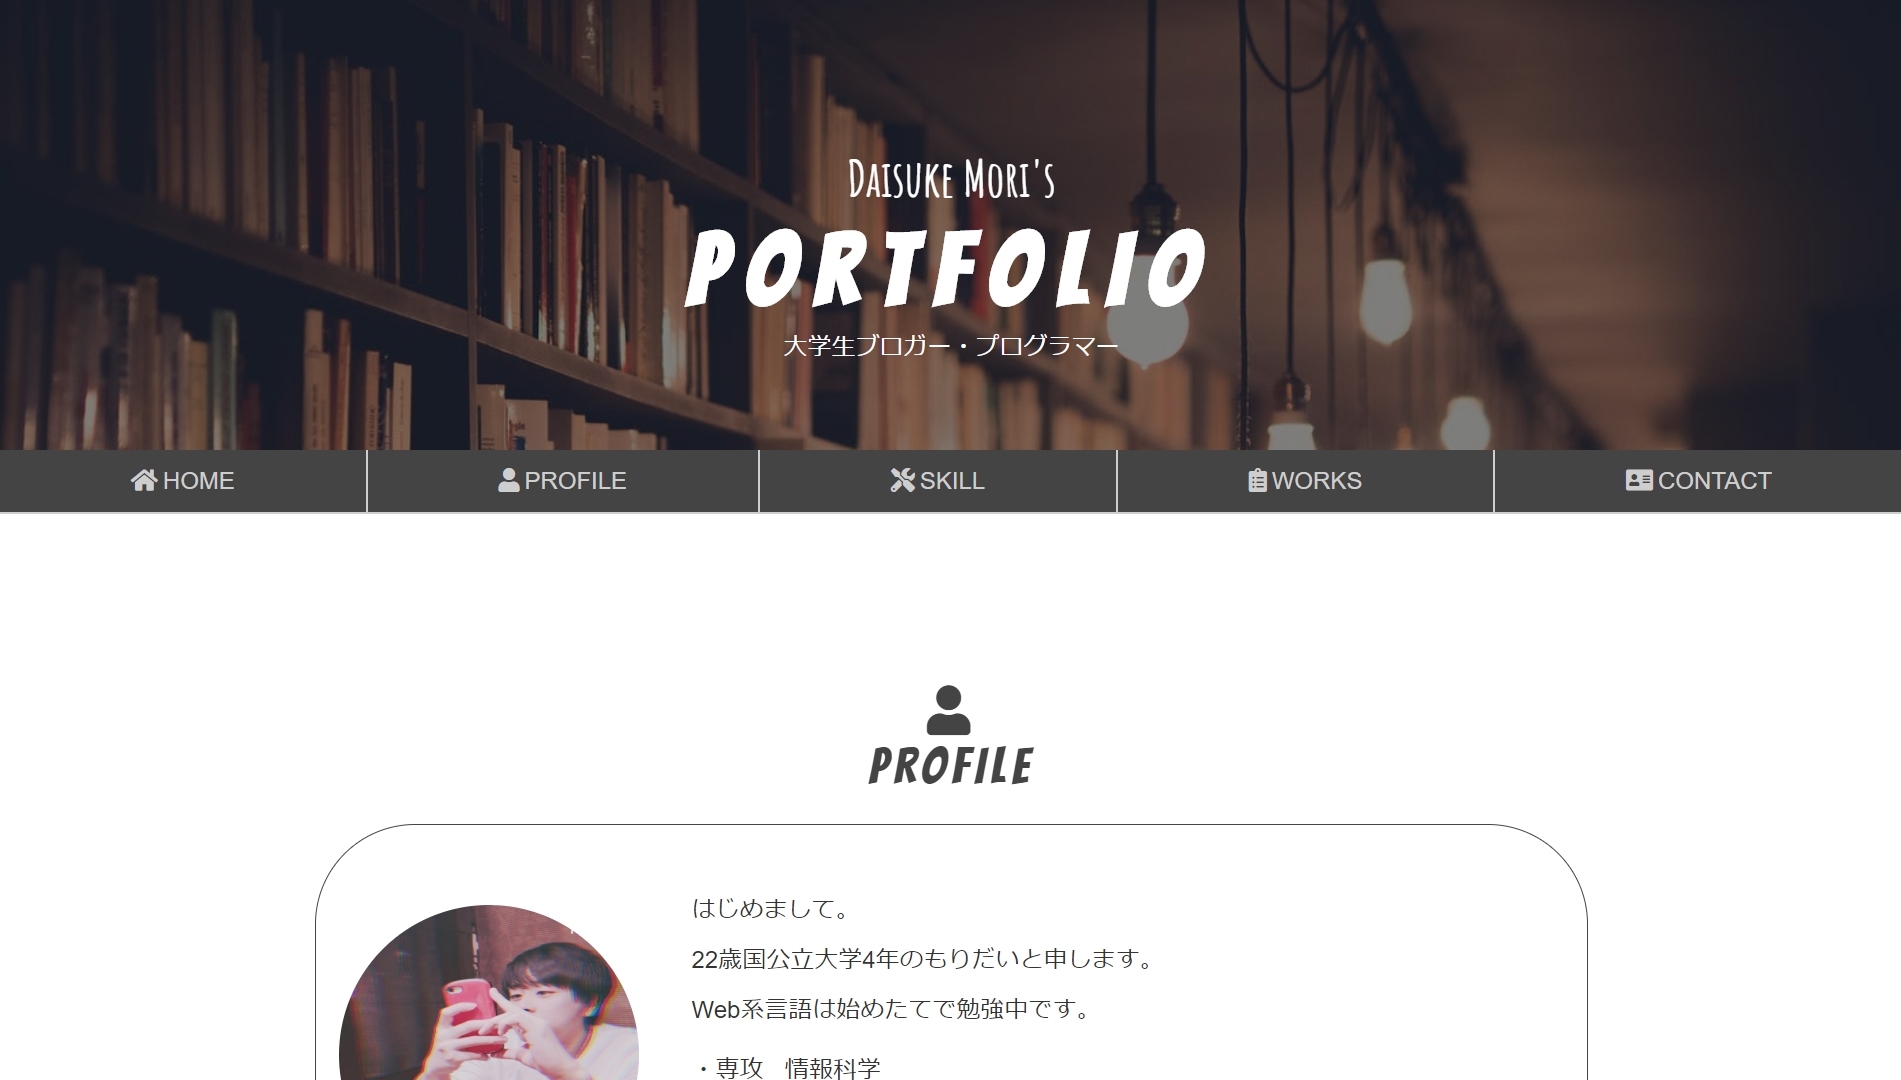 Daisuke Mori's
PORTFOLIO
大学生ブロガー・プログラマー
HOME
PROFILE
SKILL
WORKS
CONTACT
PROFILE
はじめまして。
22歳国公立大学4年のもりだいと申します。
Web系言語は始めたてで勉強中です。
・専攻　情報科学